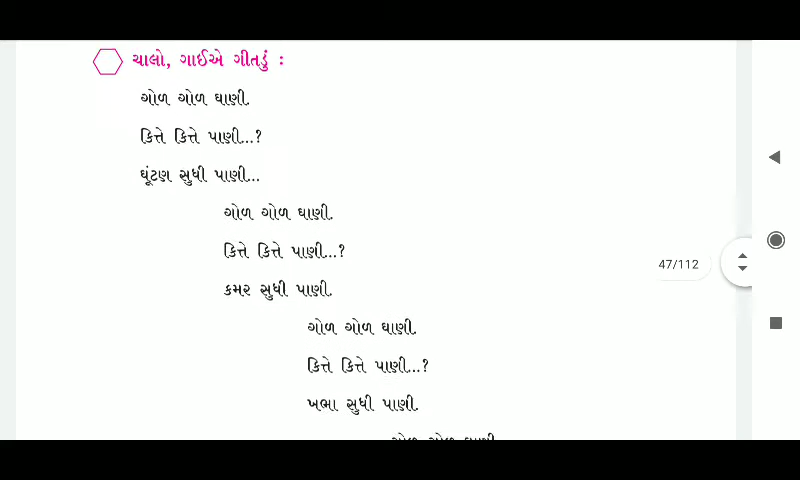 ચાલો, ગાઈએ ગીતડું :
ગોળ ગોળ ઘાણી.
કિત્તે કિત્તે પાણી...?
ઘૂંટણ સુધી પાણી...
ગોળ ગોળ ઘાણી.
કિત્તે કિત્તે પાણી...?
કમર સુધી પાણી.
47/112
ગોળ ગોળ ઘાણી.
કિત્તે કિત્તે પાણી...?
ખભા સુધી પાણી.